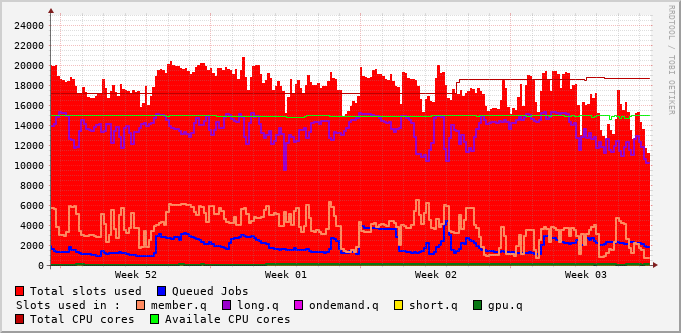 RRDTOOL / TOBI OETIKER
24000
22000
20000
18000
16000
14000
12000
10000
8000
6000
4000
2000
0
Week 52 Week 01 Week 02 Week 03
Total slots used Queued Jobs
Slots used in : member.q long.q ondemand.q short.q gpu.q
Total CPU cores Availale CPU cores